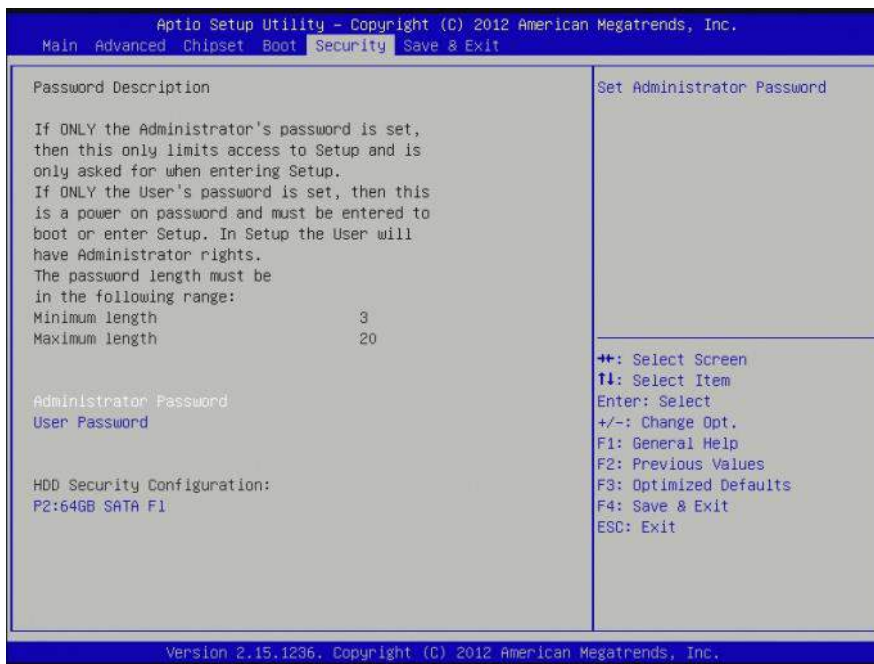 Aptio Setup Utility – Copyright (C) 2012 American Megatrends, Inc.
Main Advanced Chipset Boot Security Save & Exit
Password Description
If ONLY the Administrator's password is set,
then this only limits access to Setup and is
only asked for when entering Setup.
If ONLY the User's password is set, then this
is a power on password and must be entered to
boot or enter Setup. In Setup the User will
have Administrator rights.
The password length must be
in the following range:
Minimum length 3
Maximum length 20
Administrator Password
User Password
HDD Security Configuration:
P2:64GB SATA Fl
Set Administrator Password
→←: Select Screen
↑↓: Select Item
Enter: Select
+/-: Change Opt.
F1: General Help
F2: Previous Values
F3: Optimized Defaults
F4: Save & Exit
ESC: Exit
Version 2.15.1236. Copyright (C) 2012 American Megatrends, Inc.